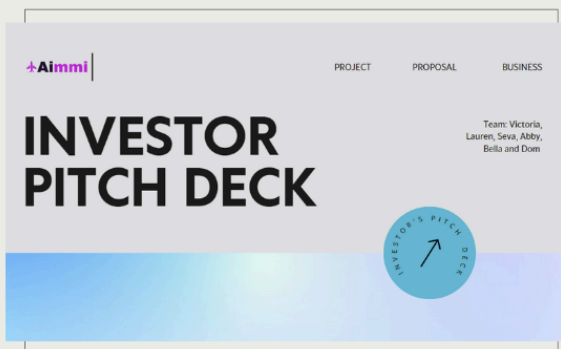 Aimmi
PROJECT PROPOSAL BUSINESS
INVESTOR
PITCH DECK
Team: Victoria,
Lauren, Seva, Abby,
Bella and Dom
INVESTOR'S PITCH DECK